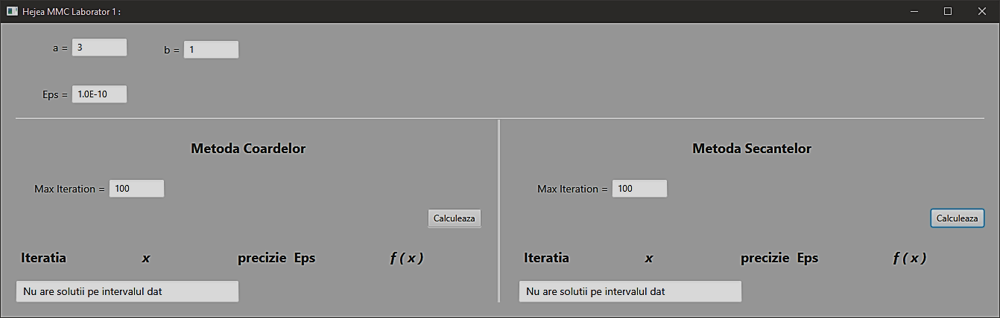 Hejea MMC Laborator 1 :
a = 3 b = 1
Eps = 1.0E-10
Metoda Coardelor
Max Iteration = 100
Calculeaza
Iteratia x precizie Eps f ( x )
Nu are solutii pe intervalul dat
Metoda Secantelor
Max Iteration = 100
Calculeaza
Iteratia x precizie Eps f ( x )
Nu are solutii pe intervalul dat